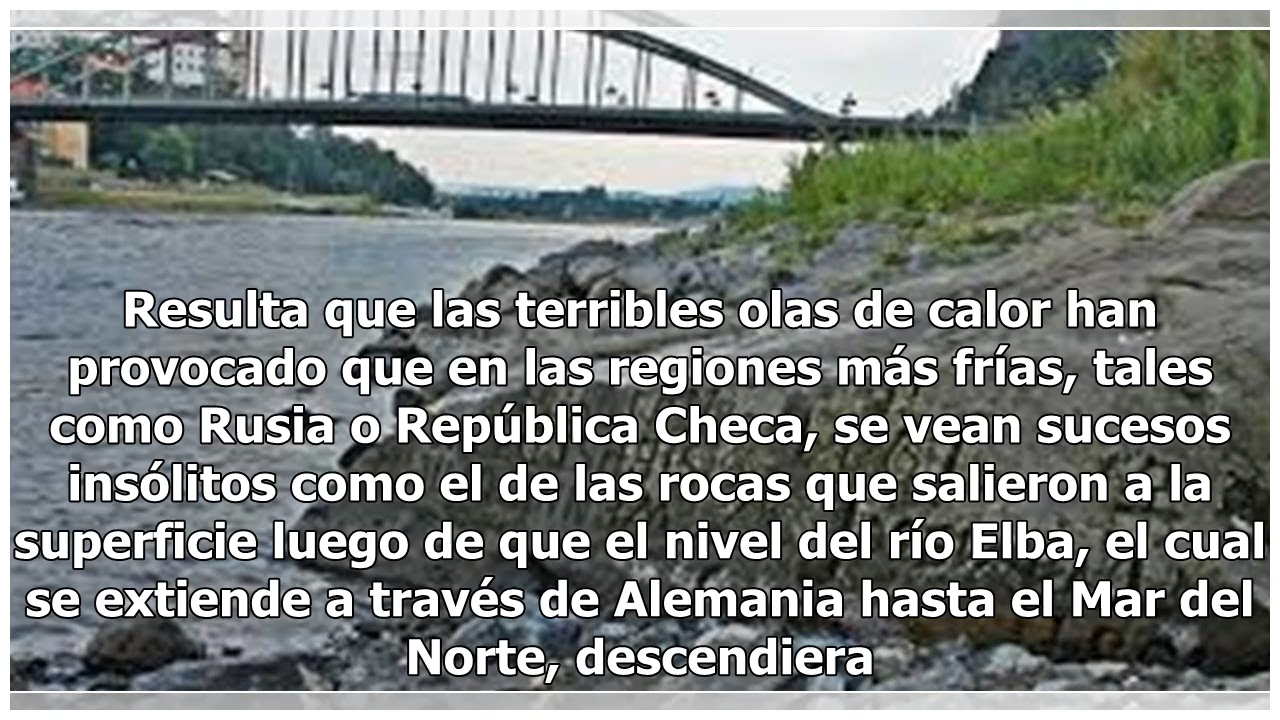 Resulta que las terribles olas de calor han
provocado que en las regiones más frías, tales
como Rusia o República Checa, se vean sucesos
insólitos como el de las rocas que salieron a la
superficie luego de que el nivel del río Elba, el cual
se extiende a través de Alemania hasta el Mar del
Norte, descendiera